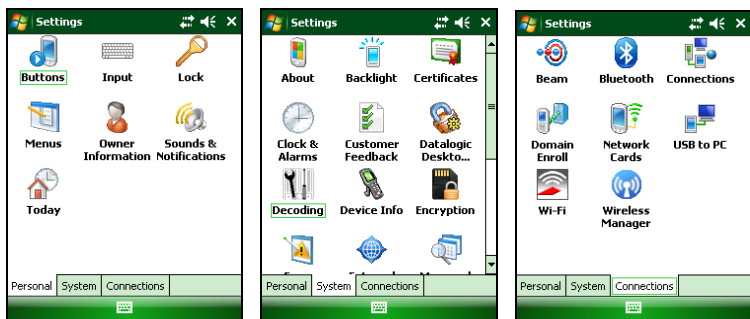 Settings
Buttons Input Lock
Menus Owner Information Sounds & Notifications
Today
Personal System Connections
Settings
About Backlight Certificates
Clock & Alarms Customer Feedback Datalogic Deskto...
Decoding Device Info Encryption
Personal System Connections
Settings
Beam Bluetooth Connections
Domain Enroll Network Cards USB to PC
Wi-Fi Wireless Manager
Personal System Connections